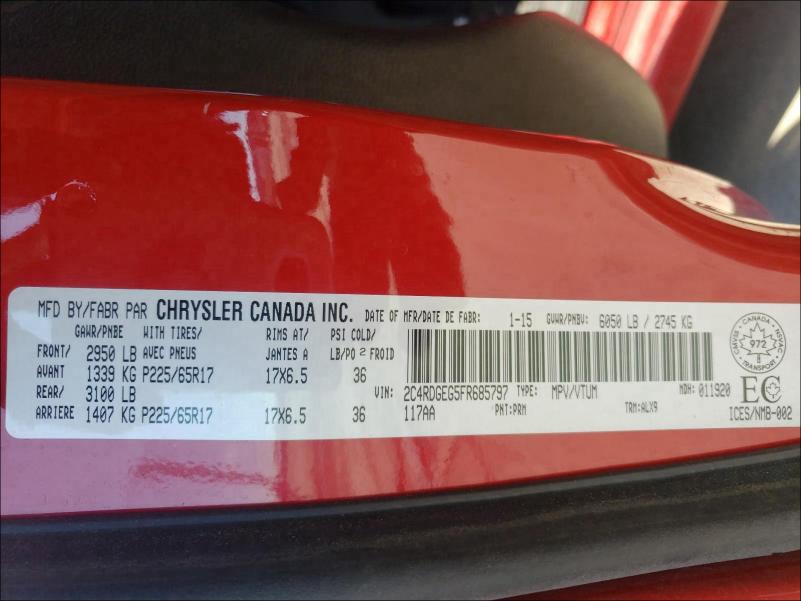 MFD BY/FABR PAR CHRYSLER CANADA INC. DATE OF MFR/DATE DE FABR: 1-15 GVWR/PNBV: 6050 LB / 2745 KG
GAWR/PNBE WITH TIRES/ RIMS AT/ PSI COLD/
FRONT/ 2950 LB AVEC PNEUS JANTES A LB/PO 2 FROID
AVANT 1339 KG P225/65R17 17X6.5 36
REAR/ 3100 LB VIN: 2C4RDGEG5FR685797 TYPE: MPV/VTUM MDH: 011920
ARRIERE 1407 KG P225/65R17 17X6.5 36 117AA PNT:PRM TRM:ALX9
CANADA
CMVSS 972 NSVAC
TRANSPORT
EC
ICES/NMB-002